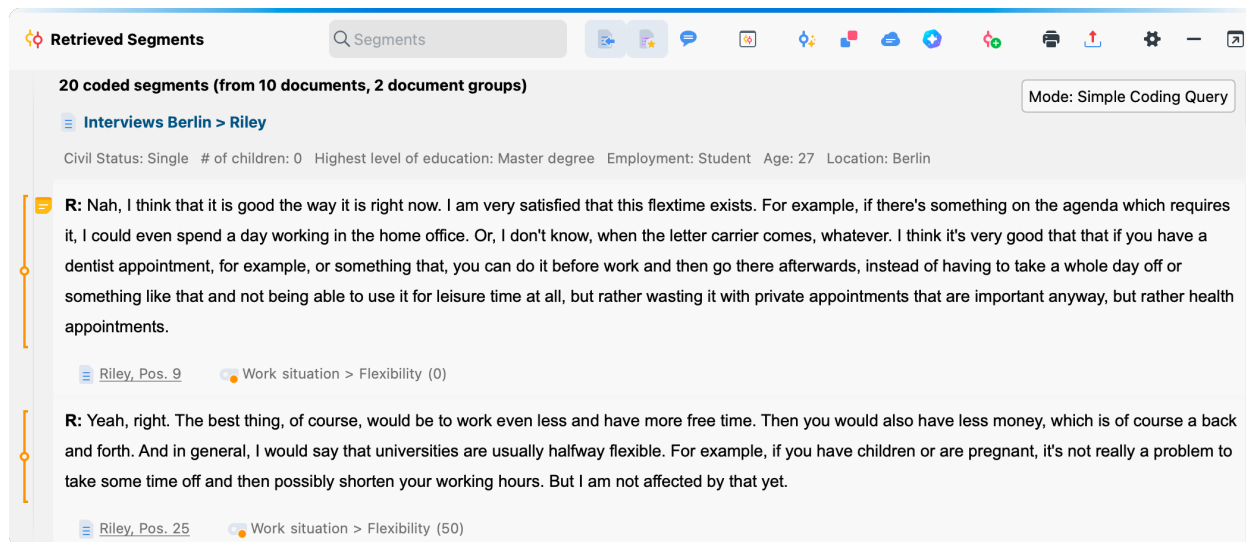 Retrieved Segments
Segments
20 coded segments (from 10 documents, 2 document groups)
Mode: Simple Coding Query
Interviews Berlin > Riley
Civil Status: Single # of children: 0 Highest level of education: Master degree Employment: Student Age: 27 Location: Berlin
R: Nah, I think that it is good the way it is right now. I am very satisfied that this flextime exists. For example, if there's something on the agenda which requires
it, I could even spend a day working in the home office. Or, I don't know, when the letter carrier comes, whatever. I think it's very good that that if you have a
dentist appointment, for example, or something that, you can do it before work and then go there afterwards, instead of having to take a whole day off or
something like that and not being able to use it for leisure time at all, but rather wasting it with private appointments that are important anyway, but rather health
appointments.
Riley, Pos. 9 Work situation > Flexibility (0)
R: Yeah, right. The best thing, of course, would be to work even less and have more free time. Then you would also have less money, which is of course a back
and forth. And in general, I would say that universities are usually halfway flexible. For example, if you have children or are pregnant, it's not really a problem to
take some time off and then possibly shorten your working hours. But I am not affected by that yet.
Riley, Pos. 25 Work situation > Flexibility (50)